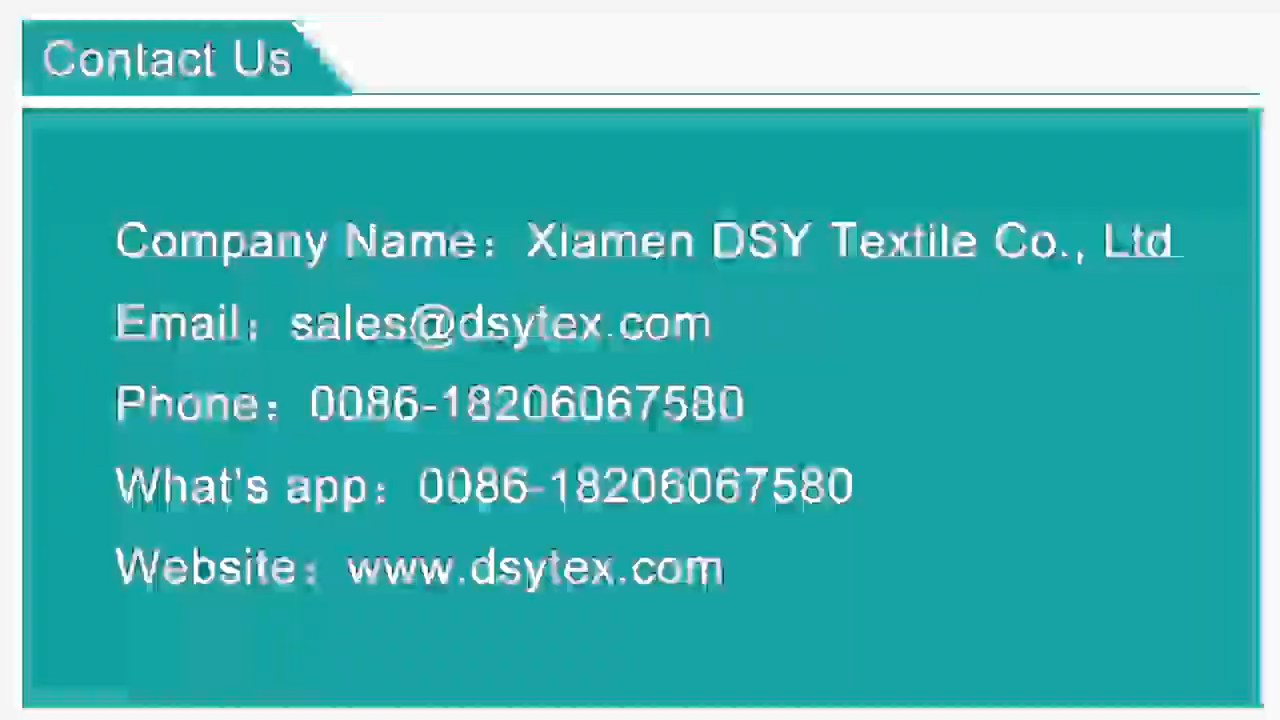 Contact Us
Company Name：Xiamen DSY Textile Co., Ltd
Email：sales@dsytex.com
Phone：0086-18206067580
What's app：0086-18206067580
Website：www.dsytex.com